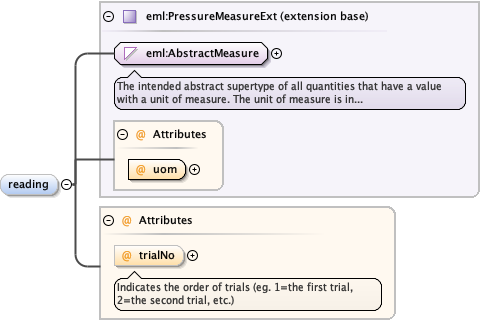 eml:PressureMeasureExt (extension base)
eml:AbstractMeasure
The intended abstract supertype of all quantities that have a value
with a unit of measure. The unit of measure is in...
@ Attributes
@ uom
reading
@ Attributes
@ trialNo
Indicates the order of trials (eg. 1=the first trial,
2=the second trial, etc.)